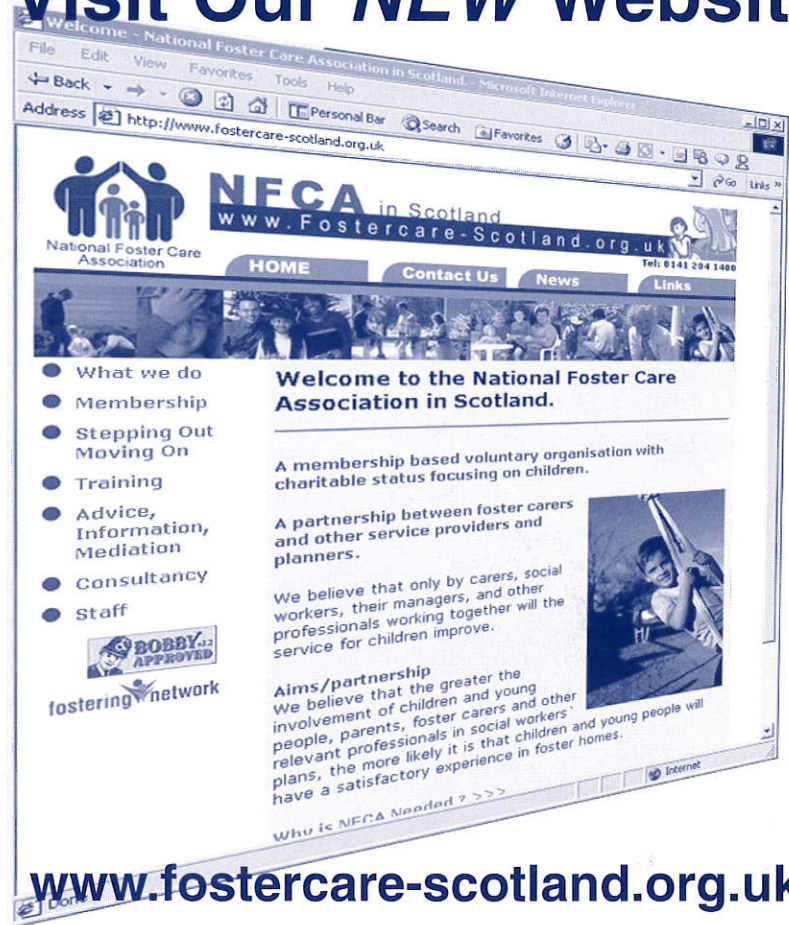 Visit Our NEW Websit
Welcome - National Foster Care Association in Scotland. - Microsoft Internet Explorer
File Edit View Favorites Tools Help
Back Personal Bar Search Favorites
Address http://www.fostercare-scotland.org.uk Go Links »
NFCA in Scotland
www.Fostercare-Scotland.org.uk
National Foster Care
Association
Tel: 0141 204 1400
HOME Contact Us News Links
What we do
Membership
Stepping Out
Moving On
Training
Advice,
Information,
Mediation
Consultancy
Staff
BOBBY v.1.2
APPROVED
fostering network
Welcome to the National Foster Care
Association in Scotland.
A membership based voluntary organisation with
charitable status focusing on children.
A partnership between foster carers
and other service providers and
planners.
We believe that only by carers, social
workers, their managers, and other
professionals working together will the
service for children improve.
Aims/partnership
We believe that the greater the
involvement of children and young
people, parents, foster carers and other
relevant professionals in social workers'
plans, the more likely it is that children and young people will
have a satisfactory experience in foster homes.
Why is NFCA Needed ? >>>
Done Internet
www.fostercare-scotland.org.uk